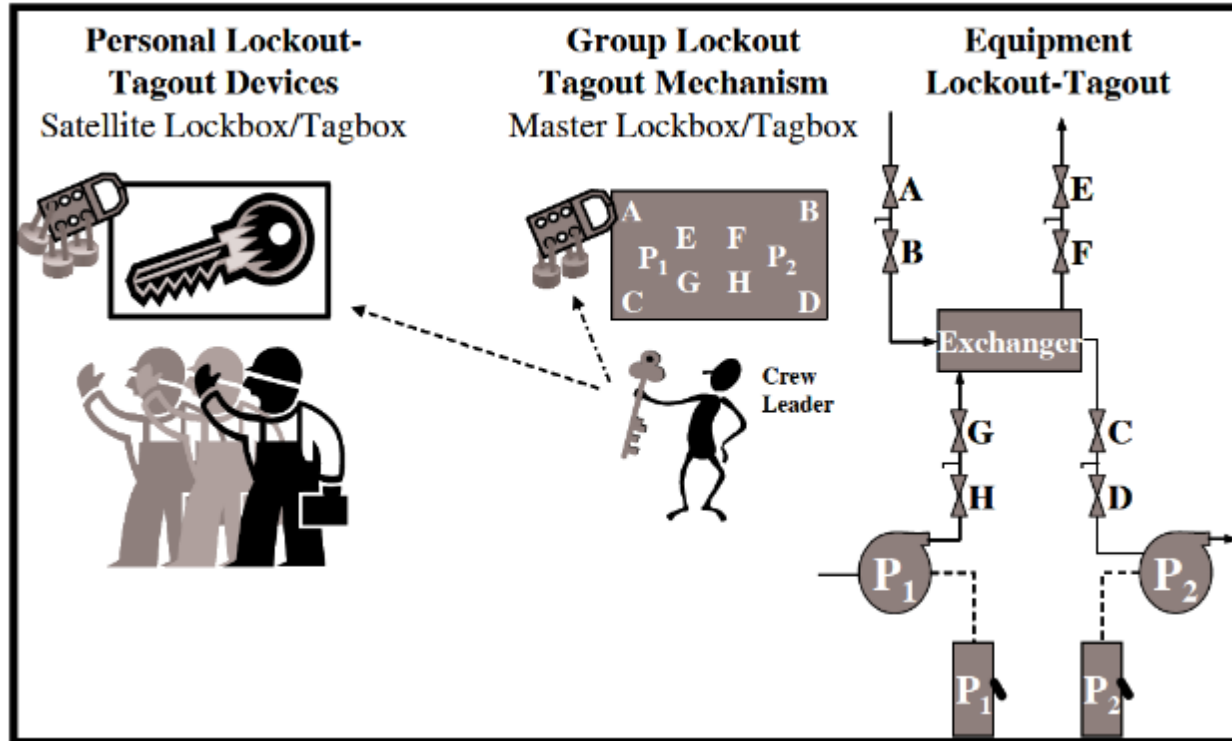 Personal Lockout-
Tagout Devices
Satellite Lockbox/Tagbox
Group Lockout
Tagout Mechanism
Master Lockbox/Tagbox
Equipment
Lockout-Tagout
A B
E F
P1 P2
G H
C D
Crew
Leader
A
B
E
F
Exchanger
G
H
C
D
P1
P2
P1
P2